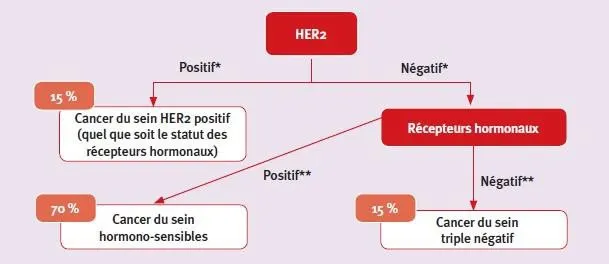 HER2
Positif*
Négatif*
15 %
Cancer du sein HER2 positif
(quel que soit le statut des
récepteurs hormonaux)
Récepteurs hormonaux
Positif**
Négatif**
70 %
Cancer du sein
hormono-sensibles
15 %
Cancer du sein
triple négatif